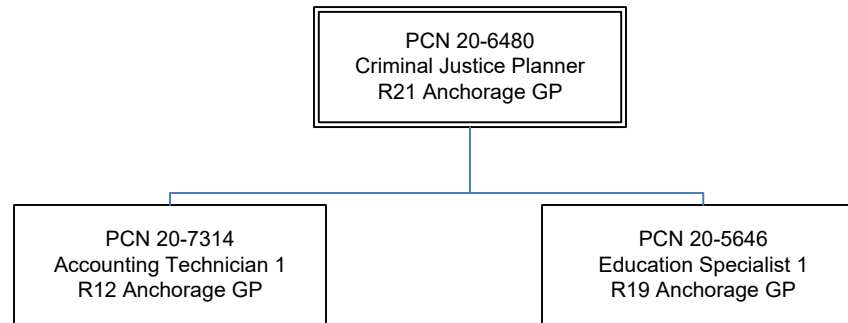 PCN 20-6480
Criminal Justice Planner
R21 Anchorage GP
PCN 20-7314
Accounting Technician 1
R12 Anchorage GP
PCN 20-5646
Education Specialist 1
R19 Anchorage GP